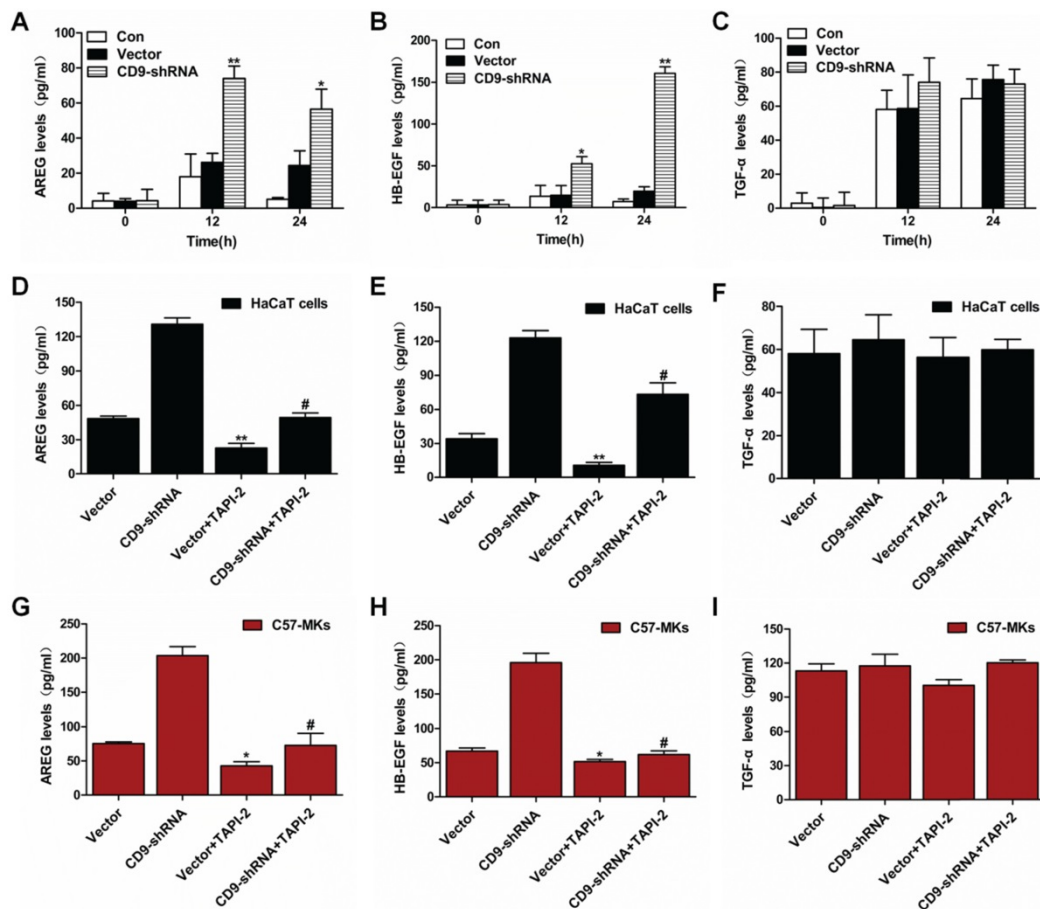 A
Con
Vector
CD9-shRNA
AREG levels（pg/ml）
100
80
60
40
20
0
**
*
0 12 24
Time(h)
B
Con
Vector
CD9-shRNA
HB-EGF levels (pg/ml)
200
150
100
50
0
*
**
0 12 24
Time(h)
C
Con
Vector
CD9-shRNA
TGF-α levels（pg/ml）
120
100
80
60
40
20
0
0 12 24
Time(h)
D
HaCaT cells
AREG levels（pg/ml）
150
120
90
60
30
0
**
#
Vector
CD9-shRNA
Vector+TAPI-2
CD9-shRNA+TAPI-2
E
HaCaT cells
HB-EGF levels (pg/ml)
150
120
90
60
30
0
**
#
Vector
CD9-shRNA
Vector+TAPI-2
CD9-shRNA+TAPI-2
F
HaCaT cells
TGF-α levels（pg/ml）
80
60
40
20
0
Vector
CD9-shRNA
Vector+TAPI-2
CD9-shRNA+TAPI-2
G
C57-MKs
AREG levels（pg/ml）
250
200
150
100
50
0
*
#
Vector
CD9-shRNA
Vector+TAPI-2
CD9-shRNA+TAPI-2
H
C57-MKs
HB-EGF levels (pg/ml)
250
200
150
100
50
0
*
#
Vector
CD9-shRNA
Vector+TAPI-2
CD9-shRNA+TAPI-2
I
C57-MKs
TGF-α levels（pg/ml）
150
120
90
60
30
0
Vector
CD9-shRNA
Vector+TAPI-2
CD9-shRNA+TAPI-2